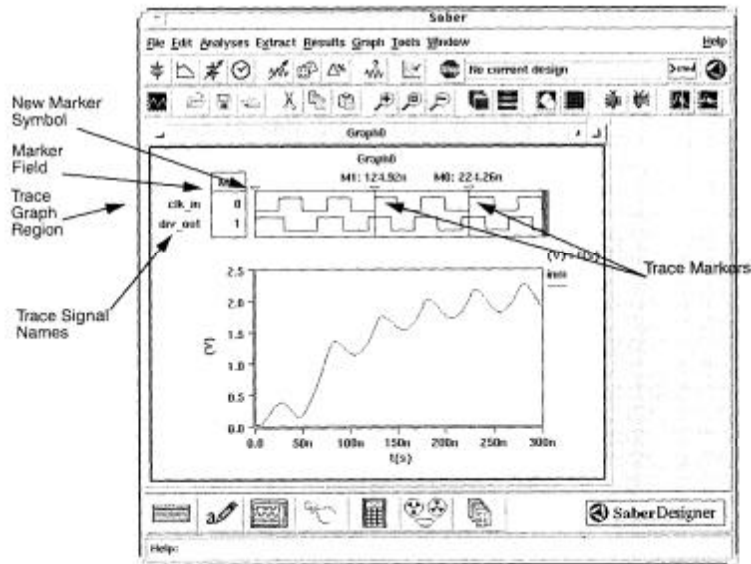 Saber
File Edit Analyses Extract Results Graph Tools Window Help
No current design
>cmd
New Marker
Symbol
Marker
Field
Trace
Graph
Region
Trace Signal
Names
Graph0
Graph0
M1: 124.92n M0: 224.26n
clk_in 0
drv_out 1
Trace Markers
(V) : t(s)
2.5
2.0
1.5
1.0
0.5
0.0
(V)
0.0 50n 100n 150n 200n 250n 300n
t(s)
SaberDesigner
Help: